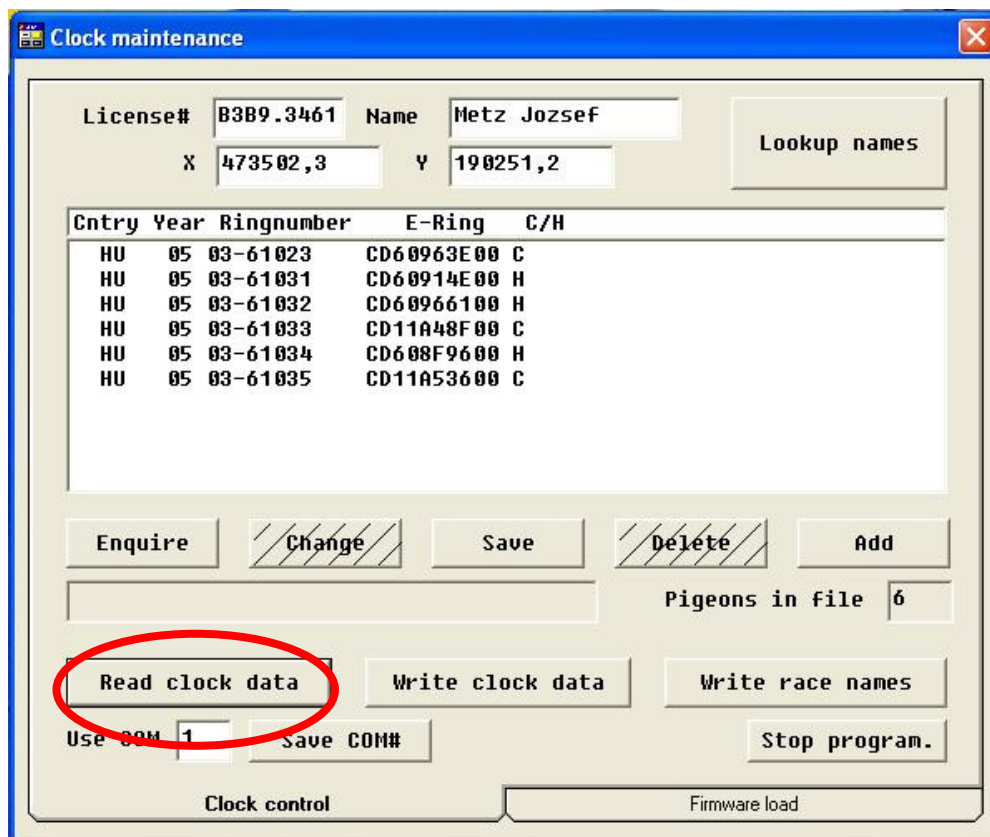 Clock maintenance
License# B3B9.3461 Name Metz Jozsef
Lookup names
X 473502,3 Y 190251,2
Cntry Year Ringnumber E-Ring C/H
HU 05 03-61023 CD60963E00 C
HU 05 03-61031 CD60914E00 H
HU 05 03-61032 CD60966100 H
HU 05 03-61033 CD11A48F00 C
HU 05 03-61034 CD608F9600 H
HU 05 03-61035 CD11A53600 C
Enquire Change Save Delete Add
Pigeons in file 6
Read clock data Write clock data Write race names
Use COM 1 Save COM# Stop program.
Clock control Firmware load